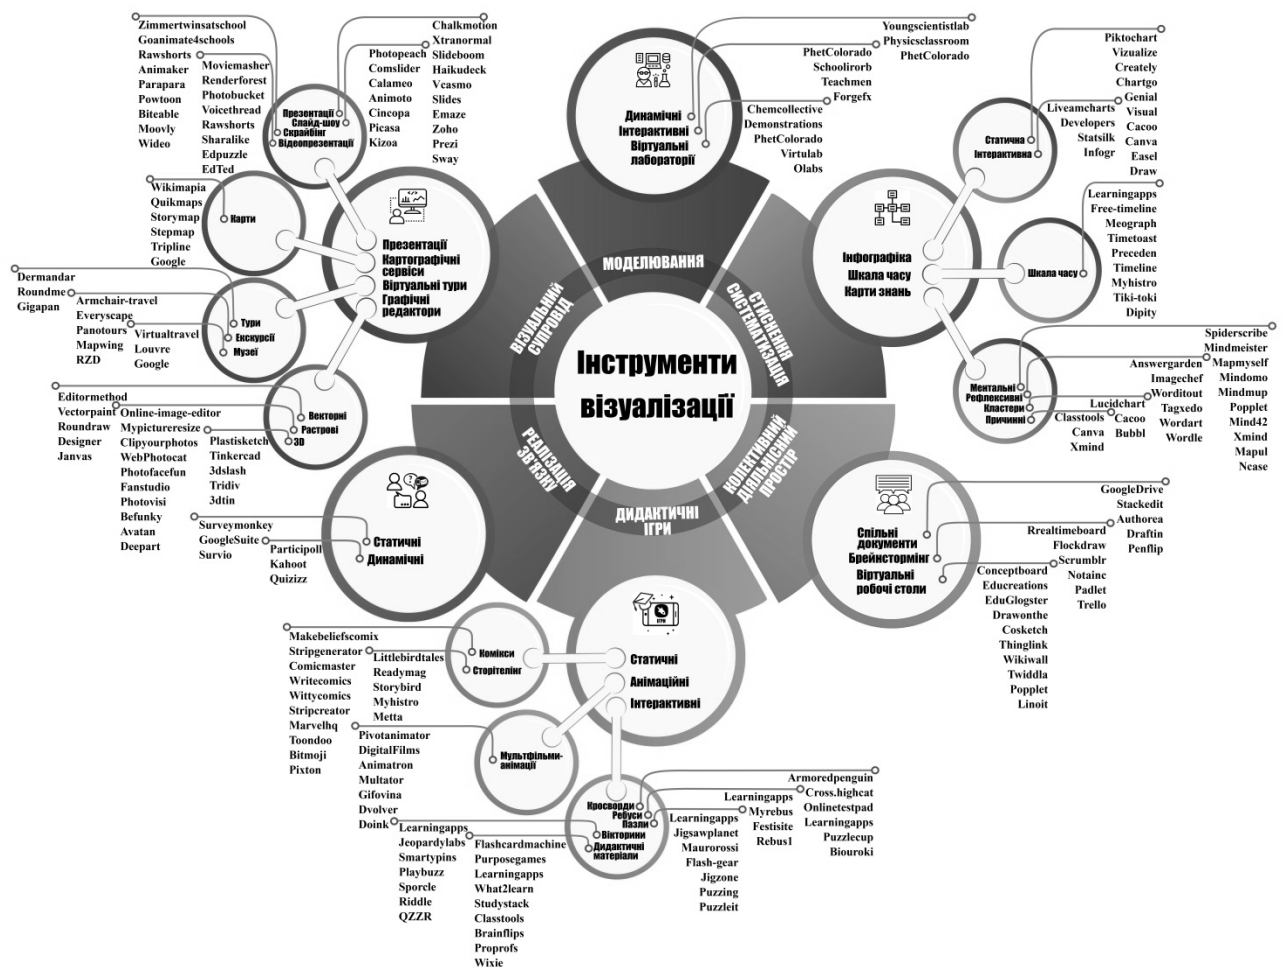 Інструменти
візуалізації
МОДЕЛЮВАННЯ
СТИСНЕННЯ
СИСТЕМАТИЗАЦІЯ
КОЛЕКТИВНИЙ
ДІЯЛЬНІСНИЙ
ПРОСТІР
ДИДАКТИЧНІ
ІГРИ
РЕАЛІЗАЦІЯ
ЗВ'ЯЗКУ
ВІЗУАЛЬНИЙ
СУПРОВІД
Динамічні
Інтерактивні
Віртуальні
лабораторії
Youngscientistlab
Physicsclassroom
PhetColorado
PhetColorado
Schoolirorb
Teachmen
Forgefx
Chemcollective
Demonstrations
PhetColorado
Virtulab
Olabs
Інфографіка
Шкала часу
Карти знань
Статична
Інтерактивна
Piktochart
Vizualize
Creately
Chartgo
Genial
Visual
Cacoo
Canva
Easel
Draw
Liveamcharts
Developers
Statsilk
Infogr
Шкала часу
Learningapps
Free-timeline
Meograph
Timetoast
Preceden
Timeline
Myhistro
Tiki-toki
Dipity
Ментальні
Рефлексивні
Кластери
Причинні
Spiderscribe
Mindmeister
Mapmyself
Mindomo
Mindmup
Popplet
Mind42
Xmind
Mapul
Ncase
Answergarden
Imagechef
Worditout
Tagxedo
Wordart
Wordle
Lucidchart
Cacoo
Bubbl
Classtools
Canva
Xmind
Спільні
документи
Брейнстормінг
Віртуальні
робочі столи
GoogleDrive
Stackedit
Authorea
Draftin
Penflip
Rrealtimeboard
Flockdraw
Scrumblr
Notainc
Padlet
Trello
Conceptboard
Educreations
EduGlogster
Drawonthe
Cosketch
Thinglink
Wikiwall
Twiddla
Popplet
Linoit
ІГРИ
Статичні
Анімаційні
Інтерактивні
Комікси
Сторітелінг
Makebeliefscomix
Stripgenerator
Comicmaster
Writecomics
Wittycomics
Stripcreator
Marvelhq
Toondoo
Bitmoji
Pixton
Littlebirdtales
Readymag
Storybird
Myhistro
Metta
Мультфільми-
анімації
Pivotanimator
DigitalFilms
Animatron
Multator
Gifovina
Dvolver
Doink
Кросворди
Ребуси
Пазли
Вікторини
Дидактичні
матеріали
Armoredpenguin
Cross.highcat
Onlinetestpad
Learningapps
Puzzlecup
Biouroki
Learningapps
Myrebus
Festisite
Rebus1
Learningapps
Jigsawplanet
Maurorossi
Flash-gear
Jigzone
Puzzing
Puzzleit
Learningapps
Jeopardylabs
Smartypins
Playbuzz
Sporcle
Riddle
QZZR
Flashcardmachine
Purposegames
Learningapps
What2learn
Studystack
Classtools
Brainflips
Proprofs
Wixie
Статичні
Динамічні
Surveymonkey
GoogleSuite
Survio
Participoll
Kahoot
Quizizz
Презентації
Картографічні
сервіси
Віртуальні тури
Графічні
редактори
Презентації
Слайд-шоу
Скрайбінг
Відеопрезентації
Chalkmotion
Xtranormal
Slideboom
Haikudeck
Vcasmo
Slides
Emaze
Zoho
Prezi
Sway
Photopeach
Comslider
Calameo
Animoto
Cincopa
Picasa
Kizoa
Zimmertwinsatschool
Goanimate4schools
Rawshorts
Animaker
Parapara
Powtoon
Biteable
Moovly
Wideo
Moviemasher
Renderforest
Photobucket
Voicethread
Rawshorts
Sharalike
Edpuzzle
EdTed
Карти
Wikimapia
Quikmaps
Storymap
Stepmap
Tripline
Google
Тури
Екскурсії
Музеї
Dermandar
Roundme
Gigapan
Armchair-travel
Everyscape
Panotours
Mapwing
RZD
Virtualtravel
Louvre
Google
Векторні
Растрові
3D
Editormethod
Vectorpaint
Roundraw
Designer
Janvas
Online-image-editor
Mypictureresize
Clipyourphotos
WebPhotocat
Photofacefun
Fanstudio
Photovisi
Befunky
Avatan
Deepart
Plastisketch
Tinkercad
3dslash
Tridiv
3dtin